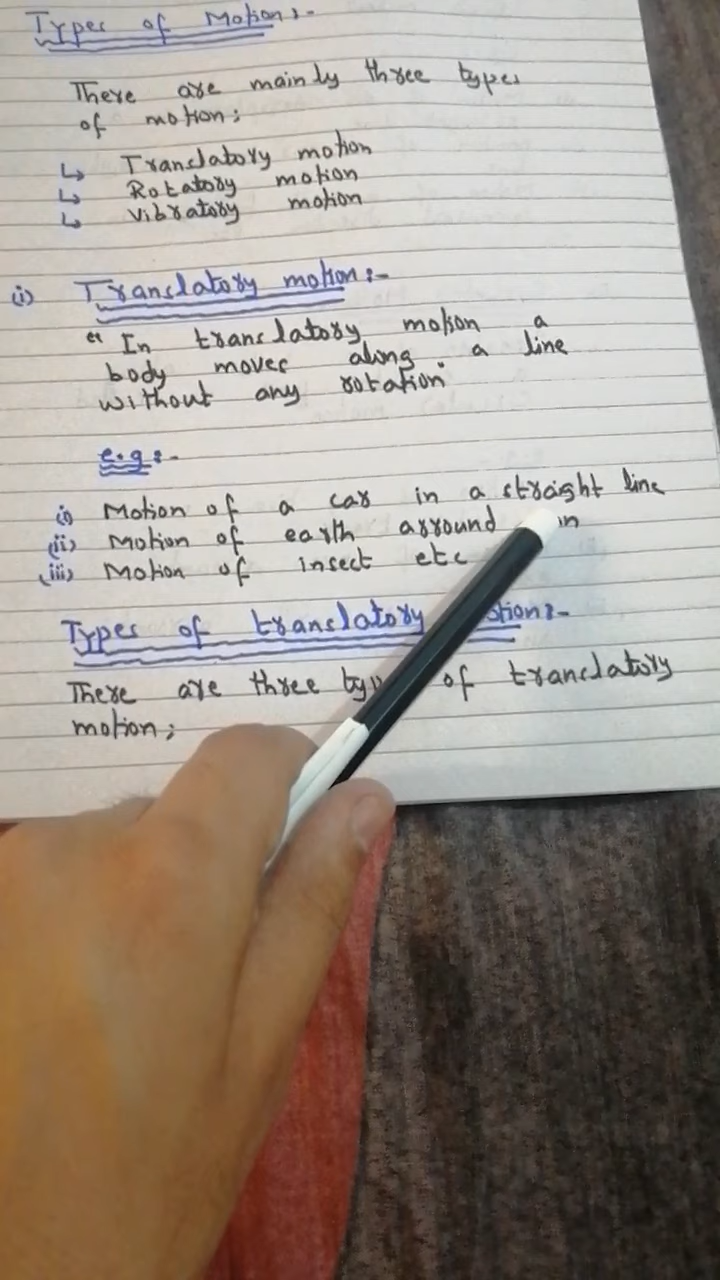 Types of Motion:-
There are mainly three types
of motion;
↳ Translatory motion
↳ Rotatory motion
↳ Vibratory motion
(i) Translatory motion:-
"In translatory motion a
body moves along a line
without any rotation"
e.g:-
(i) Motion of a car in a straight line
(ii) Motion of earth arround
(iii) Motion of insect etc
Types of translatory
There are three of translatory
motion;